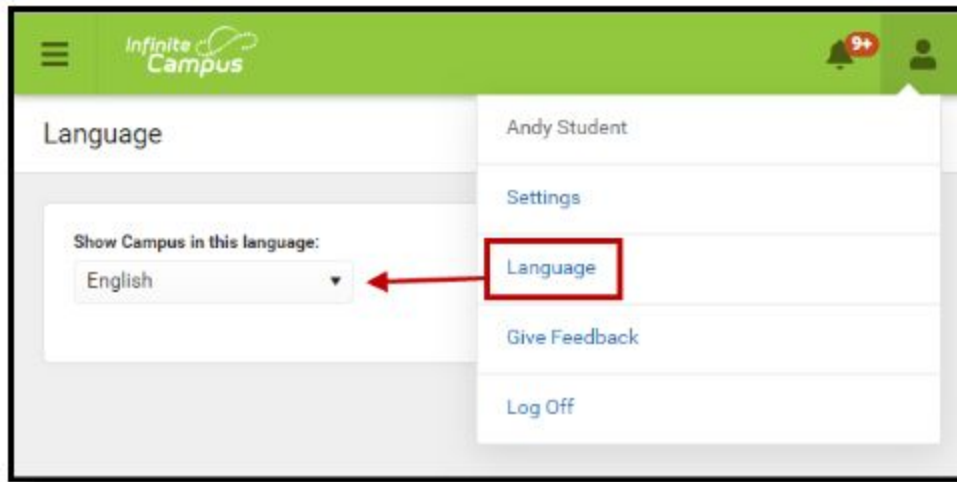 Infinite
Campus
9+
Language
Show Campus in this language:
English
Andy Student
Settings
Language
Give Feedback
Log Off